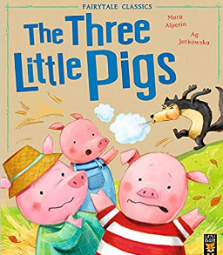 FAIRYTALE CLASSICS
The Three
Little Pigs
Mara
Alperin
Ag
Jatkowska